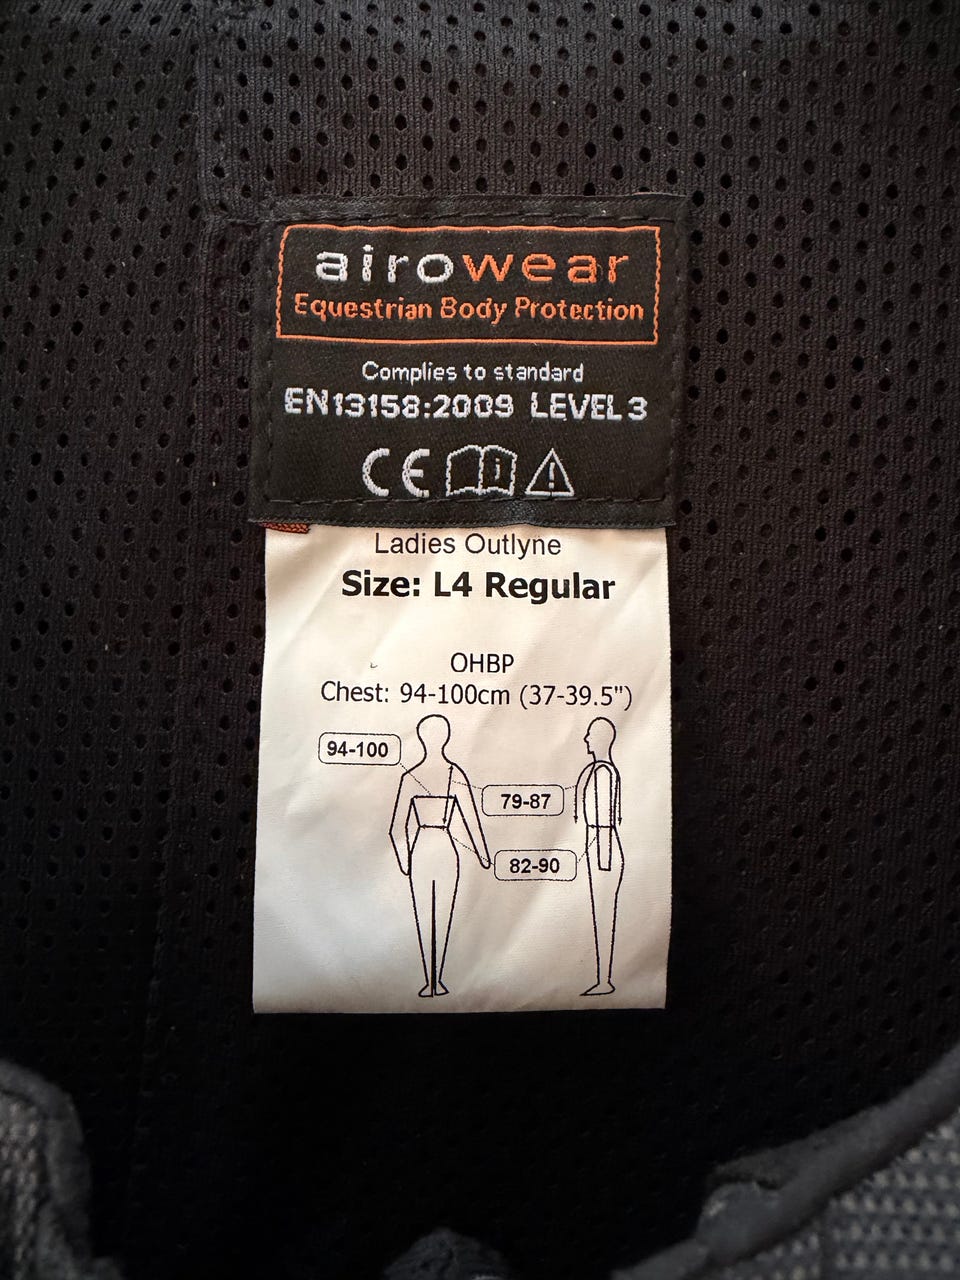 airowear
Equestrian Body Protection
Complies to standard
EN13158:2009 LEVEL 3
CE
Ladies Outlyne
Size: L4 Regular
OHBP
Chest: 94-100cm (37-39.5")
94-100
79-87
82-90